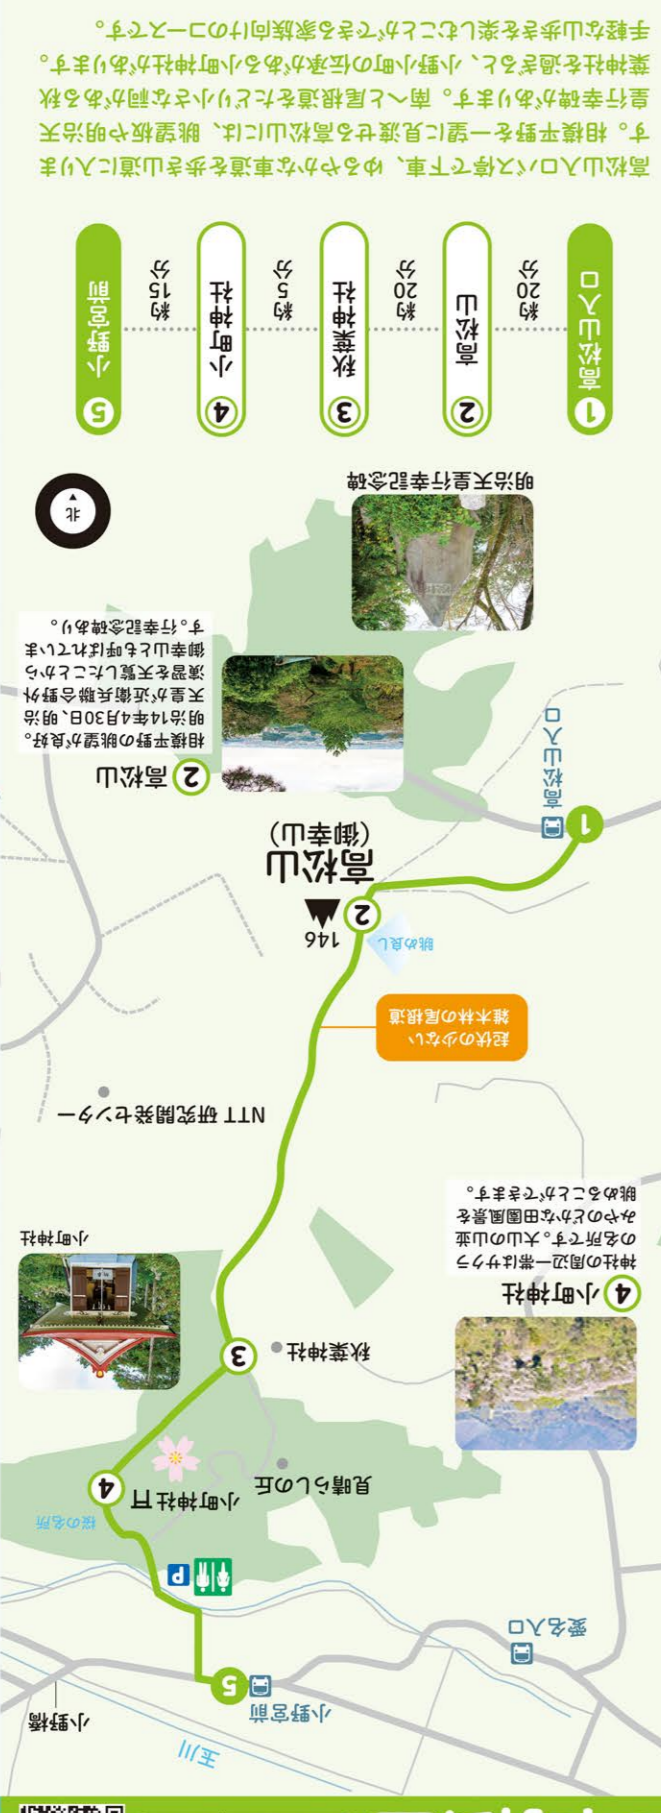 玉川
小野橋
小野宮前
5
愛名入口
P
桜の名所
4
小町神社
見晴らしの丘
秋葉神社
3
4 小町神社
神社の周辺一帯はサクラ
の名所です。大山の山並
みやのどかな田園風景を
眺めることができます。
小町神社
NTT 研究開発センター
起伏の少ない
雑木林の尾根道
眺め良し
146
2
高松山
(御幸山)
1
高松山入口
2 高松山
相模平野の眺望が良好。
明治14年4月30日、明治
天皇が近衛兵聯合野外
演習を天覧したことから
御幸山とも呼ばれていま
す。行幸記念碑あり。
明治天皇行幸記念碑
北
1 高松山入口
約20分
2 高松山
約20分
3 秋葉神社
約5分
4 小町神社
約15分
5 小野宮前
高松山入口バス停で下車、ゆるやかな車道を歩き山道に入りま
す。相模平野を一望に見渡せる高松山には、眺望板や明治天
皇行幸碑があります。南へと尾根道をたどり小さな祠がある秋
葉神社を過ぎると、小野小町の伝承がある小町神社があります。
手軽な山歩きを楽しむことができる家族向けのコースです。